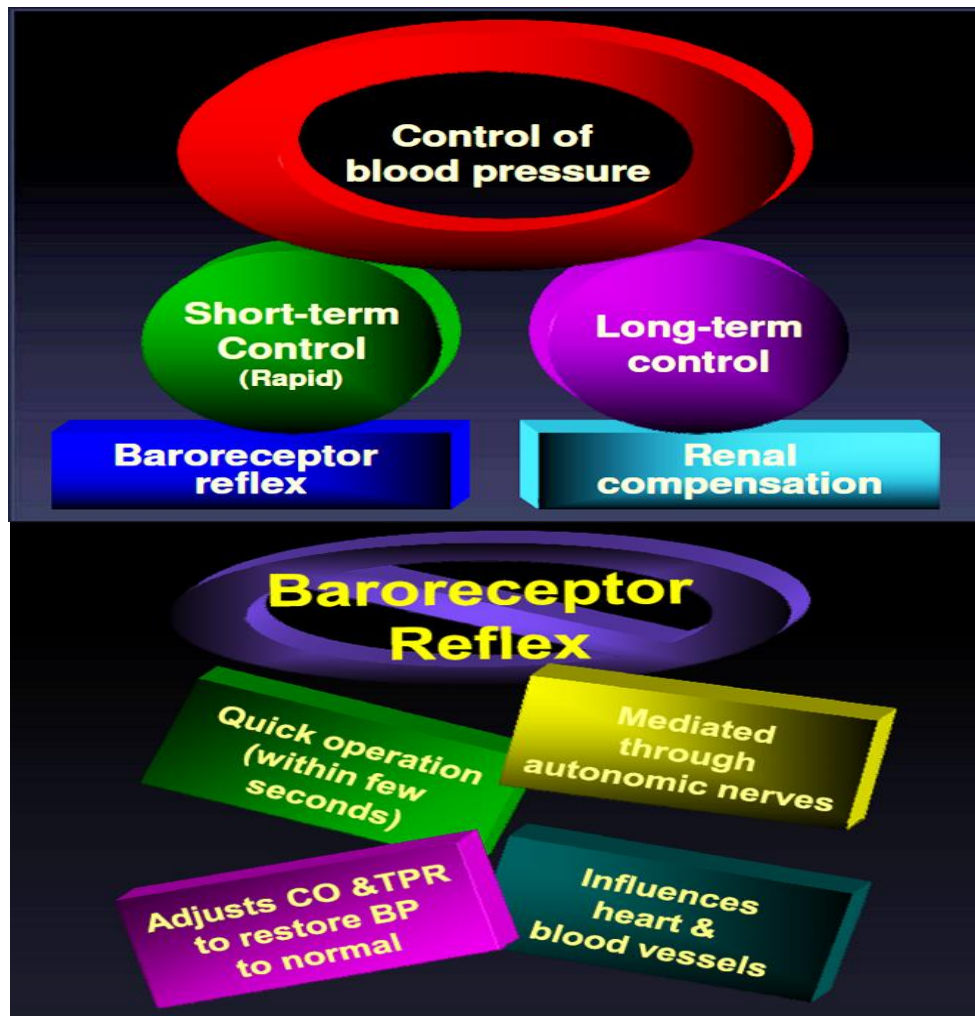 Control of
blood pressure
Short-term
Control
(Rapid)
Long-term
control
Baroreceptor
reflex
Renal
compensation
Baroreceptor
Reflex
Quick operation
(within few
seconds)
Mediated
through
autonomic nerves
Adjusts CO &TPR
to restore BP
to normal
Influences
heart &
blood vessels